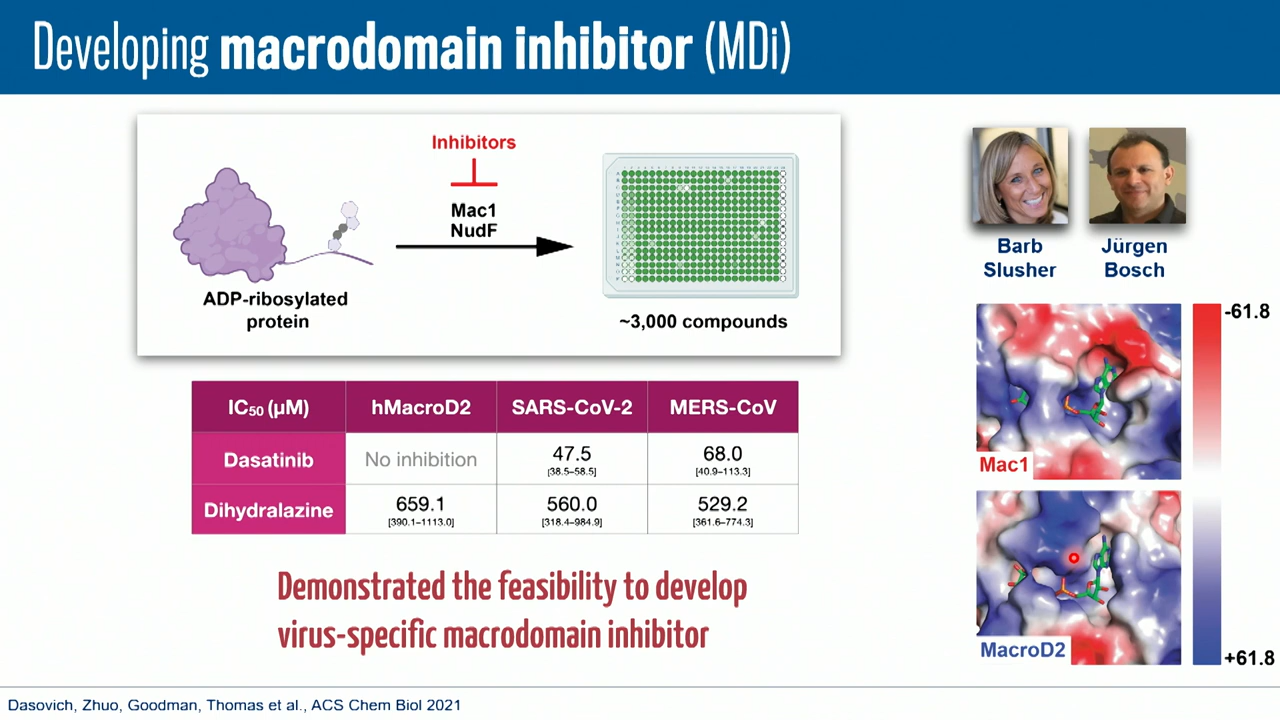 Developing macrodomain inhibitor (MDi)
Inhibitors
Mac1
NudF
ADP-ribosylated
protein
~3,000 compounds
Barb
Slusher
Jürgen
Bosch
IC50 (µM) hMacroD2 SARS-CoV-2 MERS-CoV
Dasatinib No inhibition 47.5 68.0
[38.5–58.5] [40.9–113.3]
Dihydralazine 659.1 560.0 529.2
[390.1–1113.0] [318.4–984.9] [361.6–774.3]
-61.8
Mac1
MacroD2
+61.8
Demonstrated the feasibility to develop
virus-specific macrodomain inhibitor
Dasovich, Zhuo, Goodman, Thomas et al., ACS Chem Biol 2021